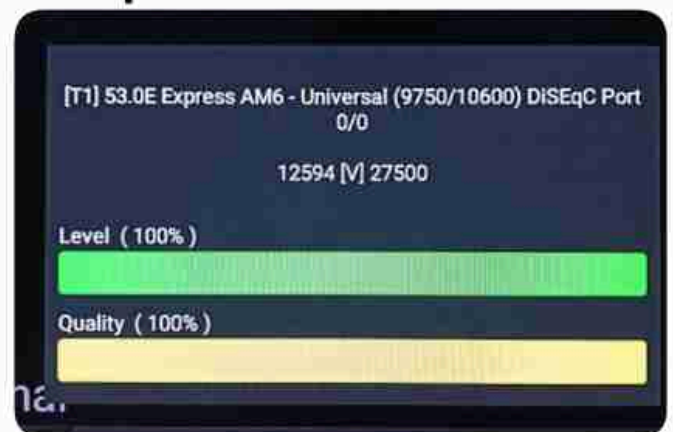 [T1] 53.0E Express AM6 - Universal (9750/10600) DiSEqC Port
0/0
12594 [V] 27500
Level ( 100% )
Quality ( 100% )